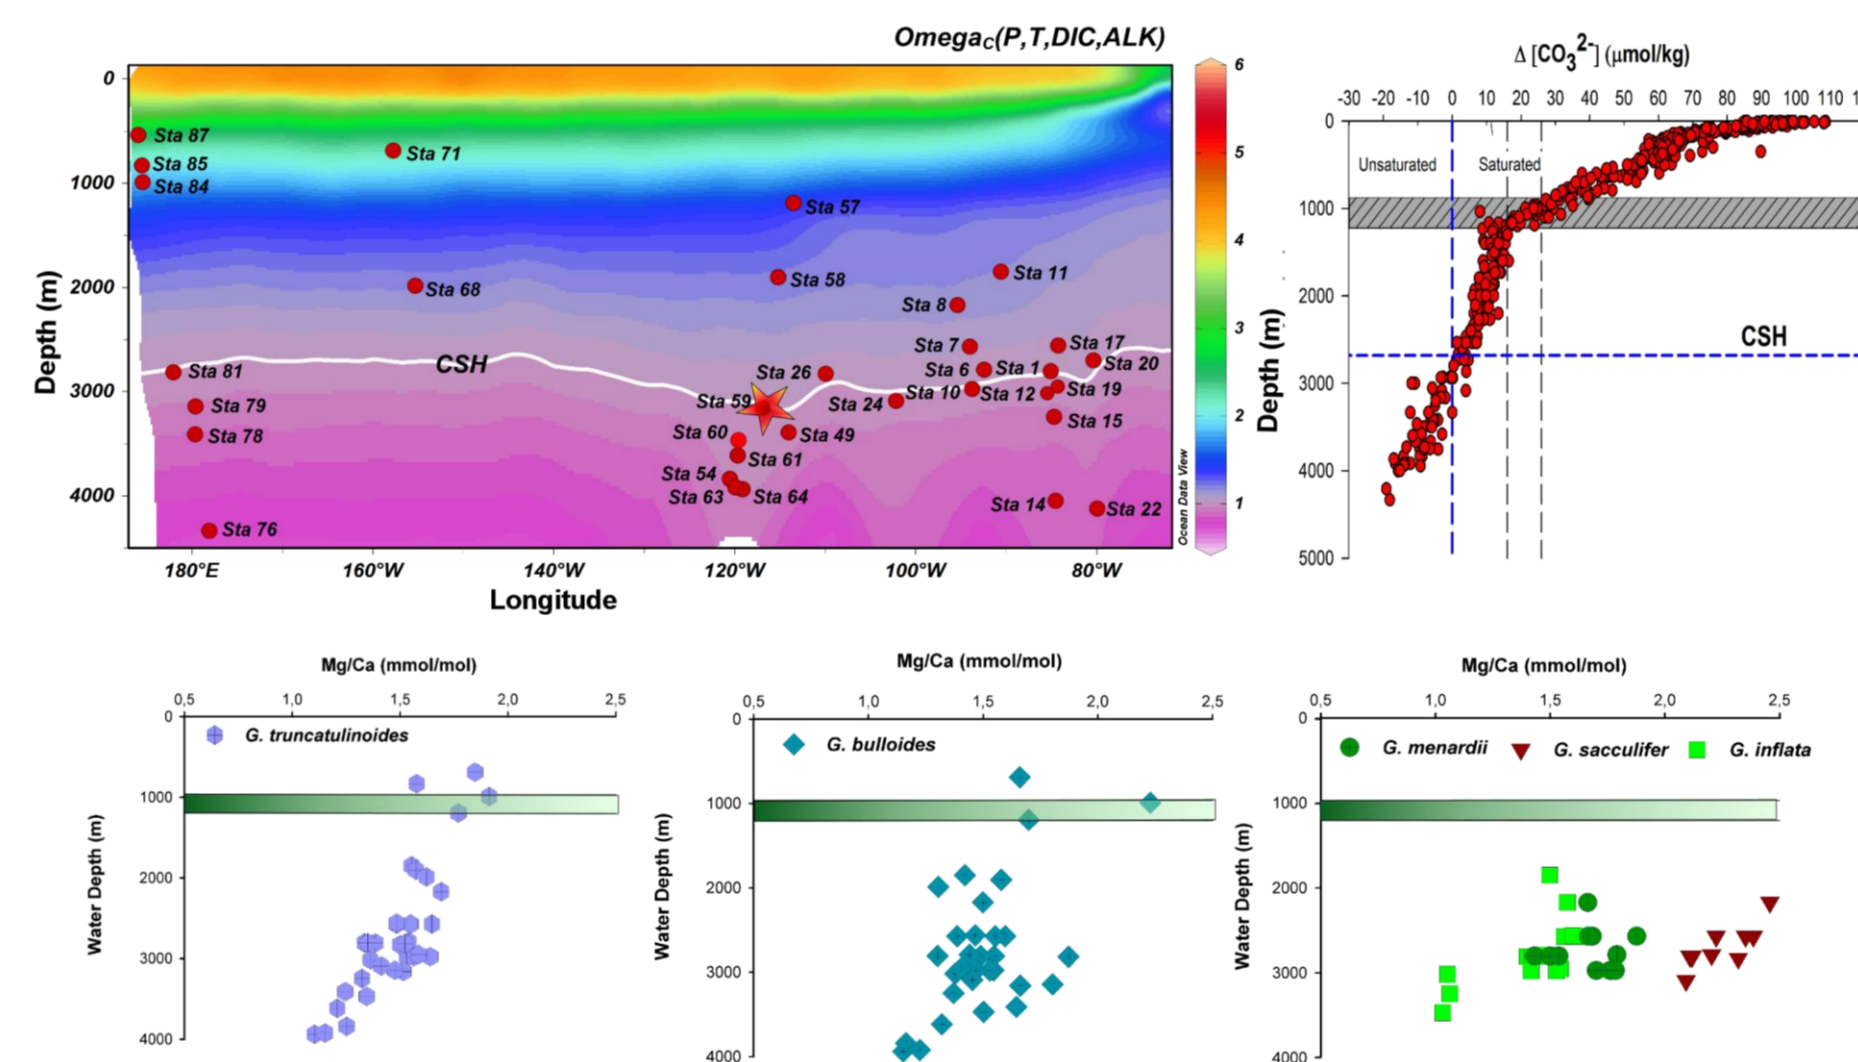 Omega_C(P,T,DIC,ALK)
Depth (m)
0
1000
2000
3000
4000
Sta 87
Sta 85
Sta 84
Sta 71
Sta 57
Sta 58
Sta 11
Sta 68
Sta 8
Sta 7
Sta 17
Sta 6
Sta 1
Sta 20
CSH
Sta 26
Sta 81
Sta 10
Sta 12
Sta 19
Sta 59
Sta 24
Sta 79
Sta 15
Sta 78
Sta 60
Sta 49
Sta 61
Sta 54
Sta 63
Sta 64
Sta 14
Sta 22
Sta 76
180°E
160°W
140°W
120°W
100°W
80°W
Longitude
6
5
4
3
2
1
Ocean Data View
Δ [CO₃²⁻] (μmol/kg)
-30 -20 -10 0 10 20 30 40 50 60 70 80 90 100 110 1
Depth (m)
0
1000
2000
3000
4000
5000
Unsaturated
Saturated
CSH
Mg/Ca (mmol/mol)
0,5 1,0 1,5 2,0 2,5
Water Depth (m)
0
1000
2000
3000
4000
G. truncatulinoides
Mg/Ca (mmol/mol)
0,5 1,0 1,5 2,0 2,5
Water Depth (m)
0
1000
2000
3000
4000
G. bulloides
Mg/Ca (mmol/mol)
0,5 1,0 1,5 2,0 2,5
Water Depth (m)
0
1000
2000
3000
4000
G. menardii
G. sacculifer
G. inflata